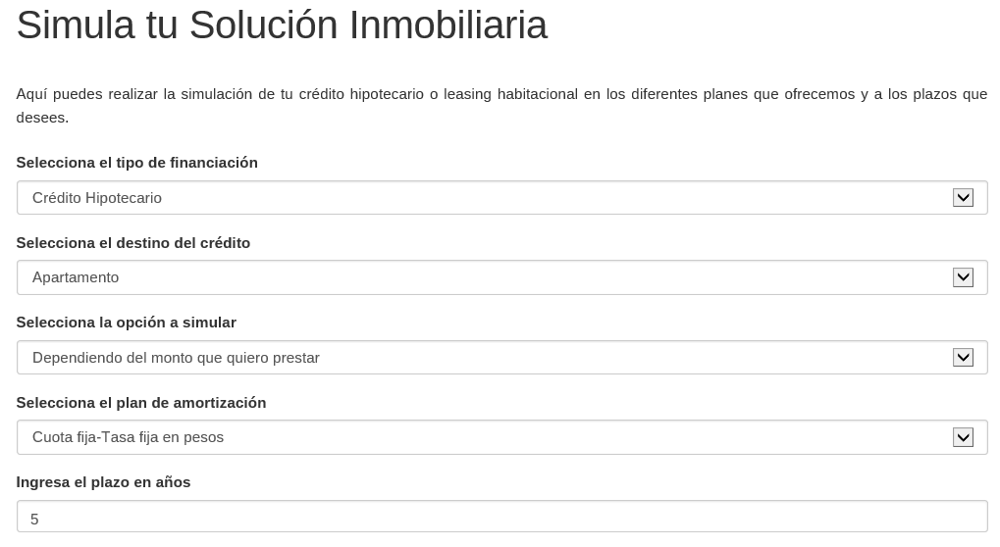 Simula tu Solución Inmobiliaria
Aquí puedes realizar la simulación de tu crédito hipotecario o leasing habitacional en los diferentes planes que ofrecemos y a los plazos que
desees.
Selecciona el tipo de financiación
Crédito Hipotecario
Selecciona el destino del crédito
Apartamento
Selecciona la opción a simular
Dependiendo del monto que quiero prestar
Selecciona el plan de amortización
Cuota fija-Tasa fija en pesos
Ingresa el plazo en años
5